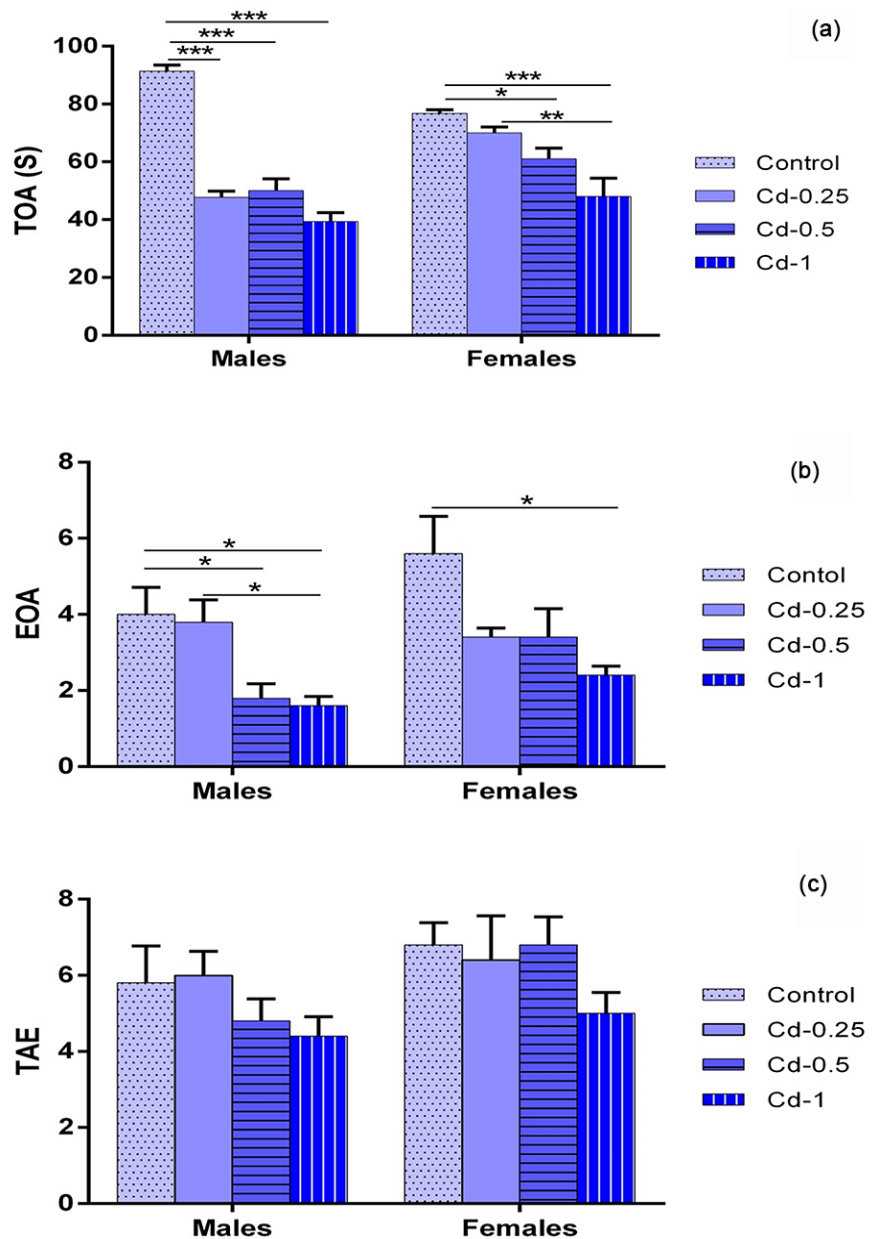 (a)
***
***
***
***
*
**
100
80
60
40
20
0
TOA (S)
Males
Females
Control
Cd-0.25
Cd-0.5
Cd-1
(b)
*
*
*
*
8
6
4
2
0
EOA
Males
Females
Contol
Cd-0.25
Cd-0.5
Cd-1
(c)
8
6
4
2
0
TAE
Males
Females
Control
Cd-0.25
Cd-0.5
Cd-1